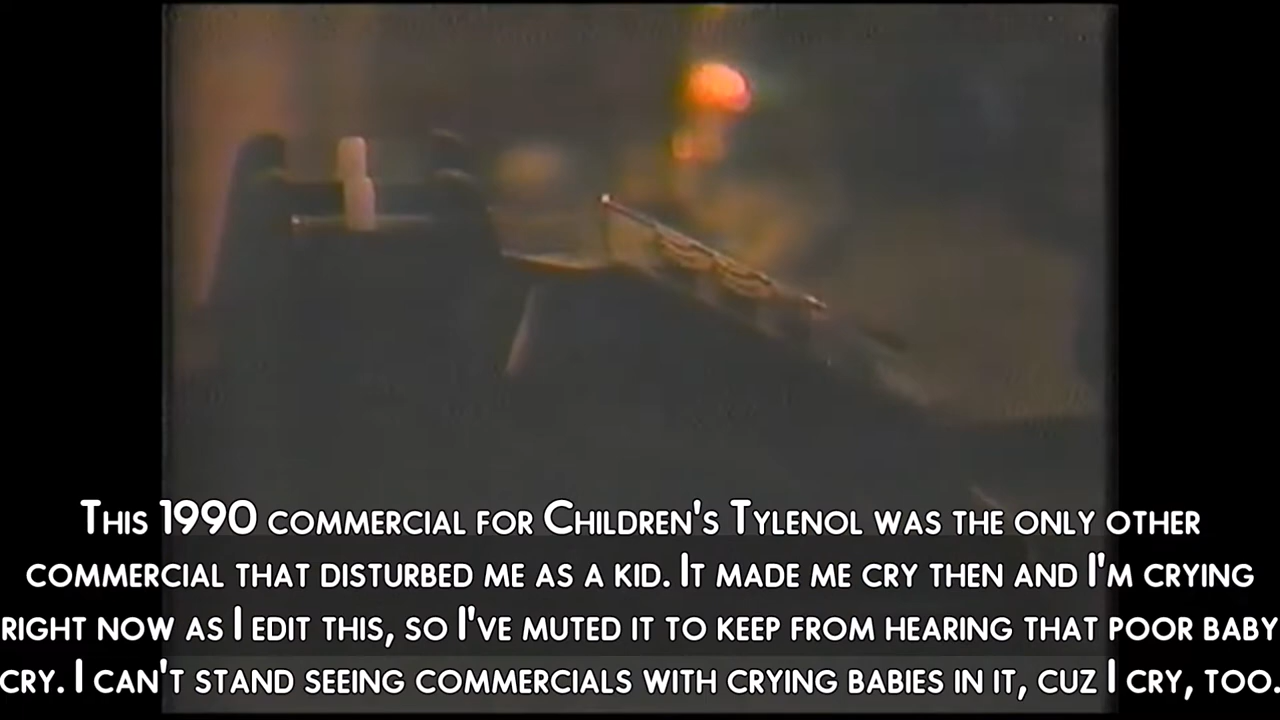 This 1990 commercial for Children's Tylenol was the only other
commercial that disturbed me as a kid. It made me cry then and I'm crying
right now as I edit this, so I've muted it to keep from hearing that poor baby
cry. I can't stand seeing commercials with crying babies in it, cuz I cry, too.